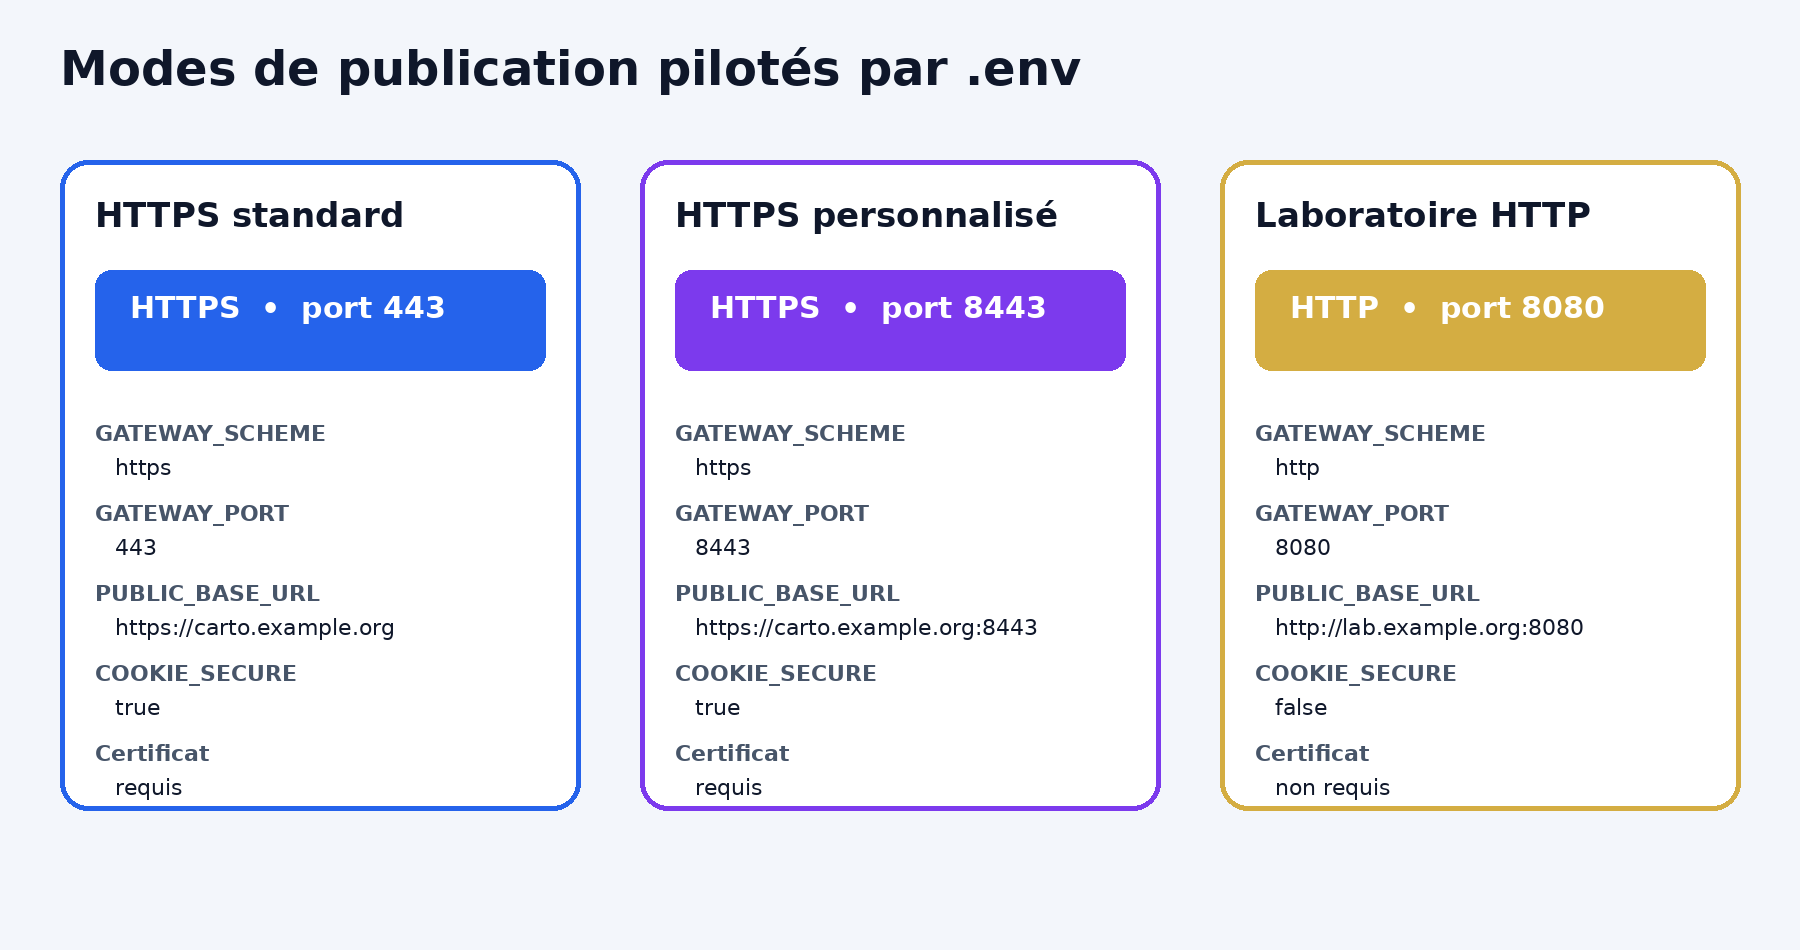 Modes de publication pilotés par .env
HTTPS standard
HTTPS • port 443
GATEWAY_SCHEME
https
GATEWAY_PORT
443
PUBLIC_BASE_URL
https://carto.example.org
COOKIE_SECURE
true
Certificat
requis
HTTPS personnalisé
HTTPS • port 8443
GATEWAY_SCHEME
https
GATEWAY_PORT
8443
PUBLIC_BASE_URL
https://carto.example.org:8443
COOKIE_SECURE
true
Certificat
requis
Laboratoire HTTP
HTTP • port 8080
GATEWAY_SCHEME
http
GATEWAY_PORT
8080
PUBLIC_BASE_URL
http://lab.example.org:8080
COOKIE_SECURE
false
Certificat
non requis